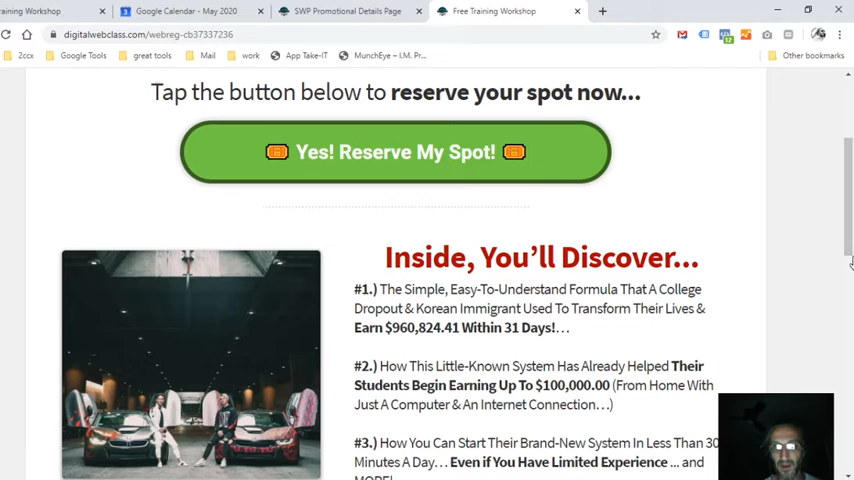 raining Workshop
Google Calendar - May 2020
SWP Promotional Details Page
Free Training Workshop
digitalwebclass.com/webreg-cb37337236
2ccx
Google Tools
great tools
Mail
work
App Take-IT
MunchEye – I.M. Pr...
Other bookmarks
Tap the button below to reserve your spot now...
Yes! Reserve My Spot!
Inside, You'll Discover...
#1.) The Simple, Easy-To-Understand Formula That A College
Dropout & Korean Immigrant Used To Transform Their Lives &
Earn $960,824.41 Within 31 Days!...
#2.) How This Little-Known System Has Already Helped Their
Students Begin Earning Up To $100,000.00 (From Home With
Just A Computer & An Internet Connection...)
#3.) How You Can Start Their Brand-New System In Less Than 30
Minutes A Day... Even if You Have Limited Experience ... and
MORE!